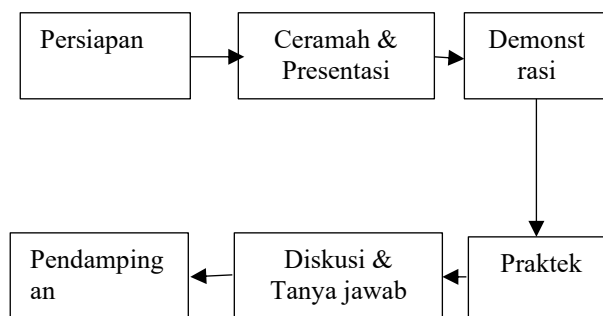 Persiapan
Ceramah &
Presentasi
Demonst
rasi
Pendamping
an
Diskusi &
Tanya jawab
Praktek